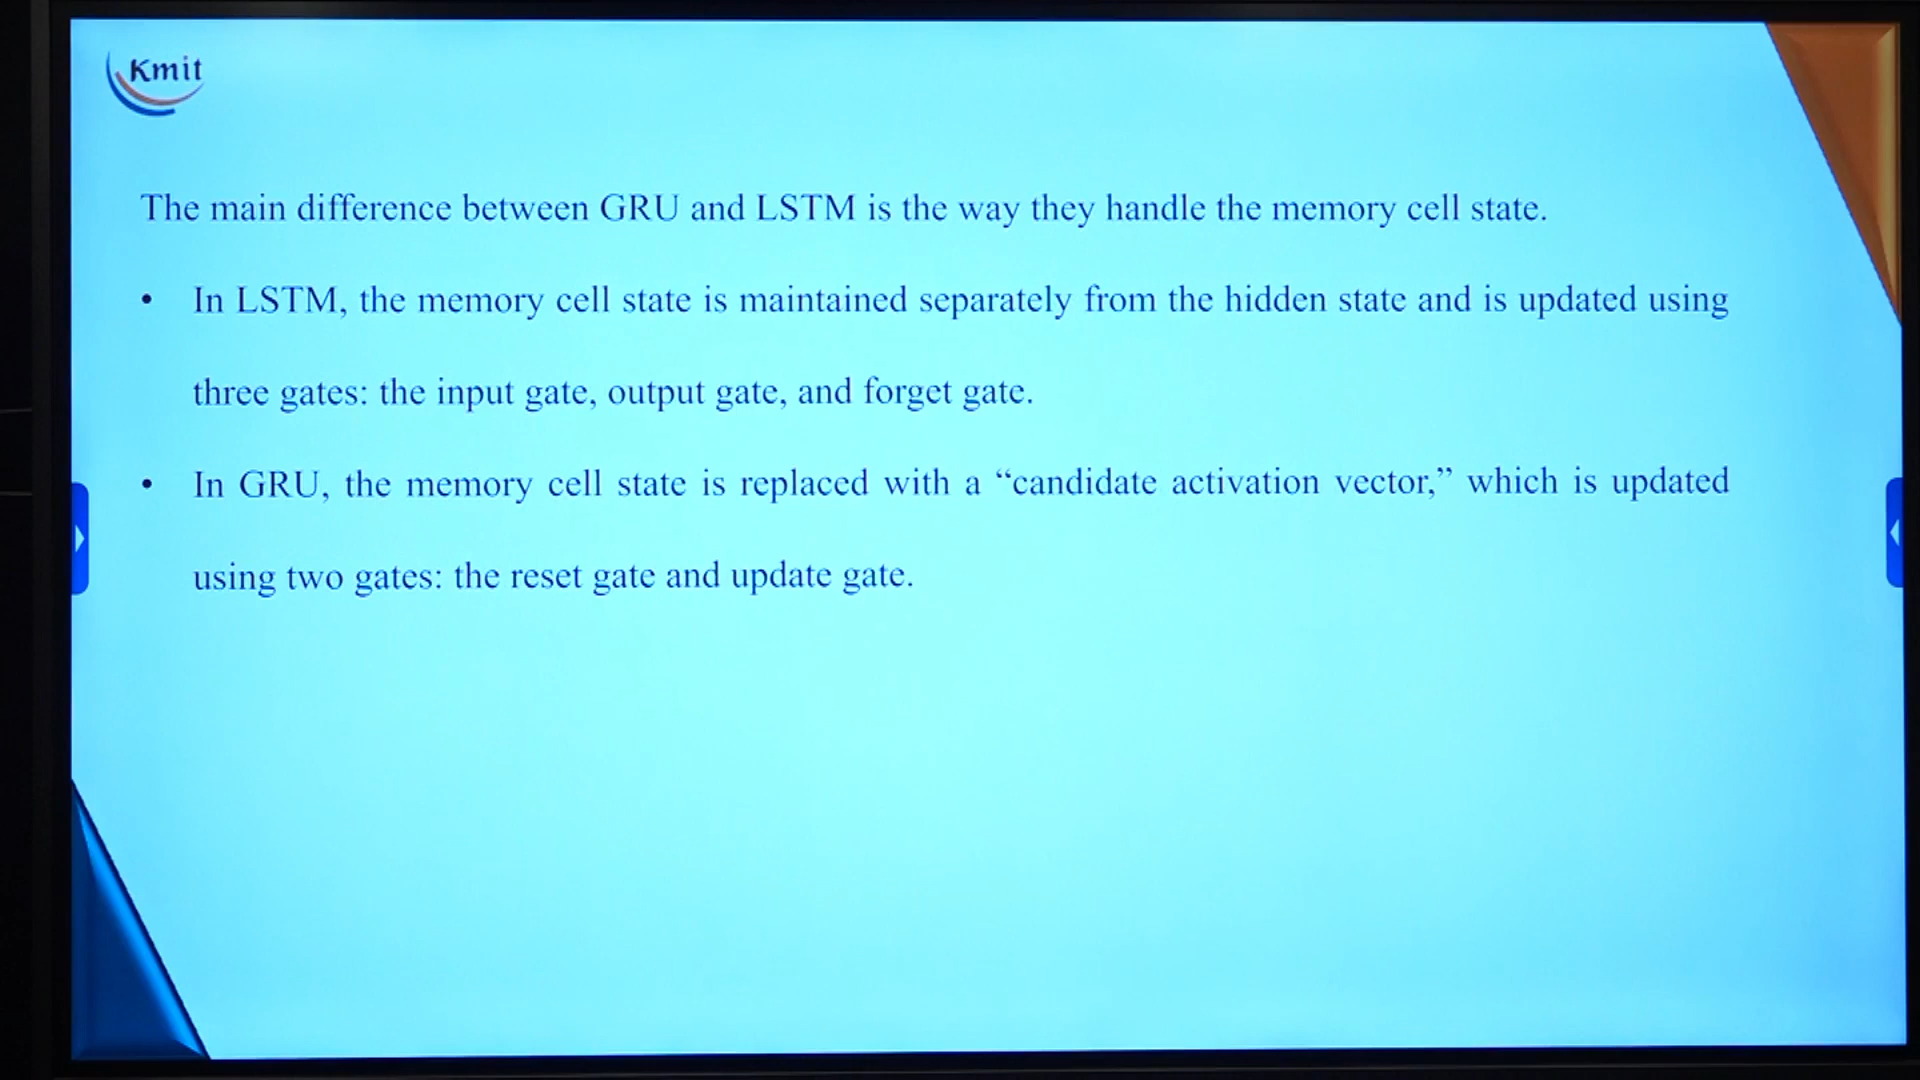 Kmit
The main difference between GRU and LSTM is the way they handle the memory cell state.
• In LSTM, the memory cell state is maintained separately from the hidden state and is updated using
three gates: the input gate, output gate, and forget gate.
• In GRU, the memory cell state is replaced with a “candidate activation vector,” which is updated
using two gates: the reset gate and update gate.